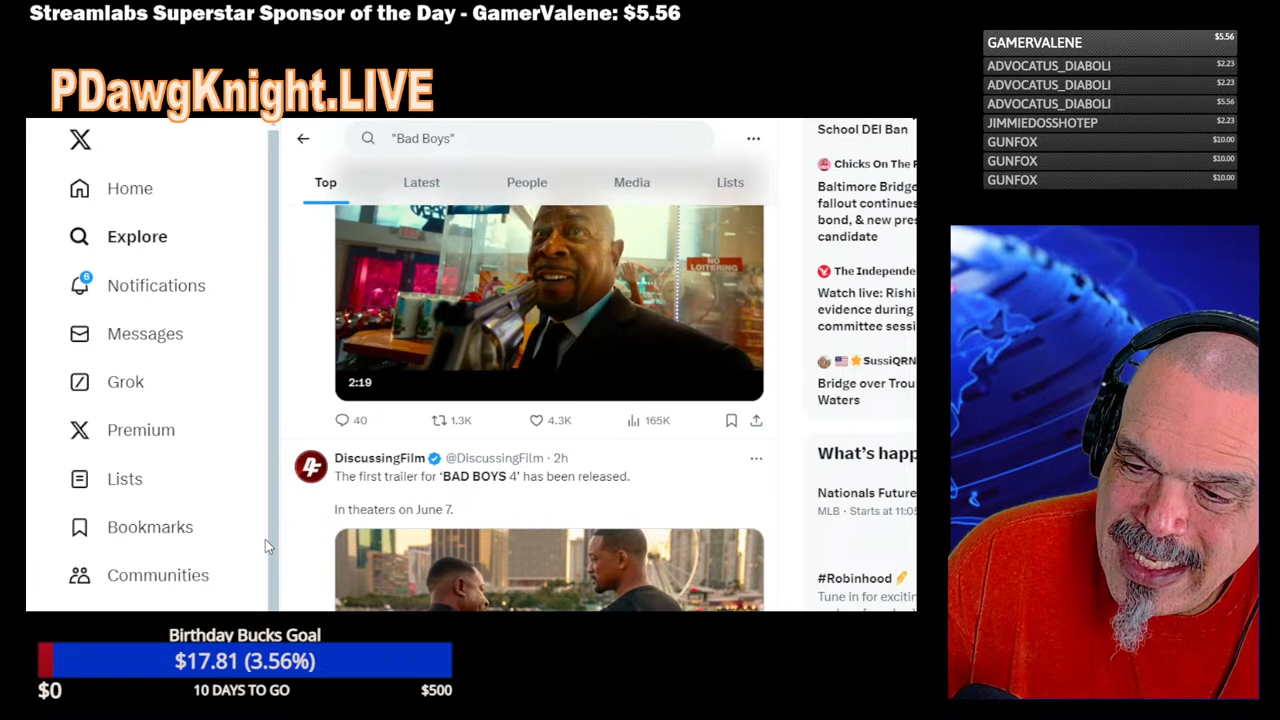 Streamlabs Superstar Sponsor of the Day - GamerValene: $5.56
PDawgKnight.LIVE
GAMERVALENE $5.56
ADVOCATUS_DIABOLI $2.23
ADVOCATUS_DIABOLI $2.23
ADVOCATUS_DIABOLI $5.56
JIMMIEDOSSHOTEP $2.23
GUNFOX $10.00
GUNFOX $10.00
GUNFOX $10.00
Home
Explore
6
Notifications
Messages
Grok
Premium
Lists
Bookmarks
Communities
"Bad Boys"
Top Latest People Media Lists
NO
LOITERING
2:19
40 1.3K 4.3K 165K
DiscussingFilm @DiscussingFilm · 2h
The first trailer for 'BAD BOYS 4' has been released.
In theaters on June 7.
School DEI Ban
Chicks On The
Baltimore Bridge
fallout continues
bond, & new pres
candidate
The Independe
Watch live: Rishi
evidence during
committee sessi
SussiQRN
Bridge over Trou
Waters
What's happ
Nationals Future
MLB · Starts at 11:05
#Robinhood
Tune in for excitin
Birthday Bucks Goal
$17.81 (3.56%)
$0 10 DAYS TO GO $500